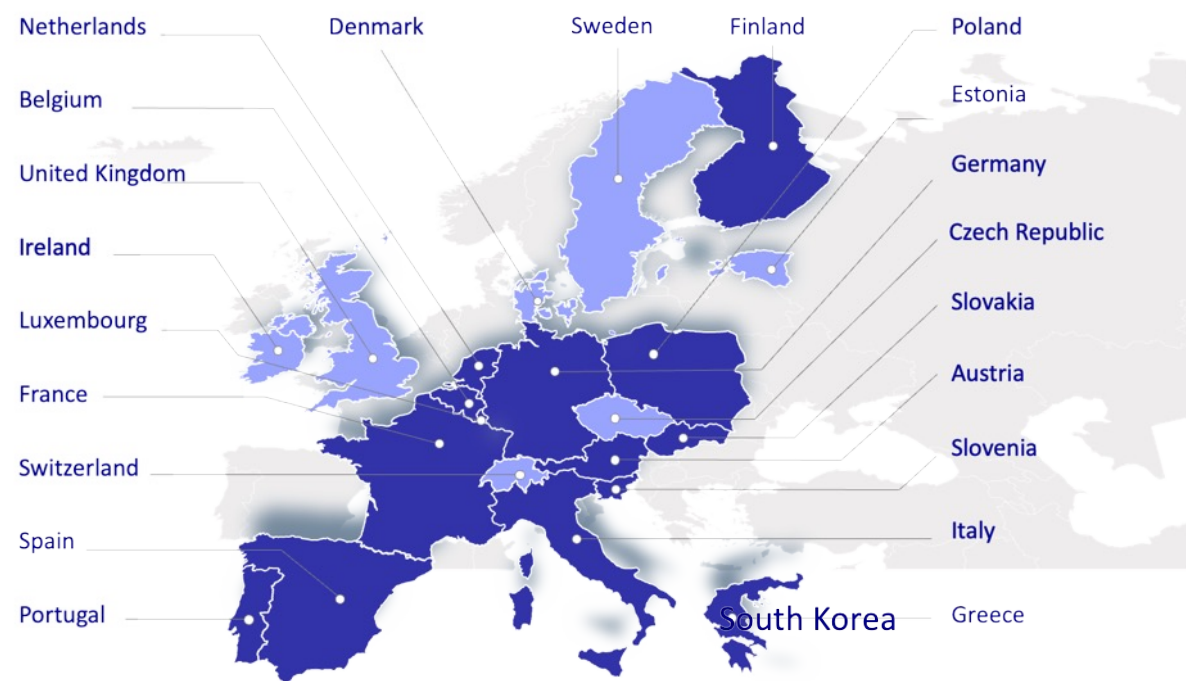 Netherlands
Denmark
Sweden
Finland
Poland
Belgium
Estonia
United Kingdom
Germany
Ireland
Czech Republic
Luxembourg
Slovakia
France
Austria
Switzerland
Slovenia
Spain
Italy
Portugal
South Korea
Greece